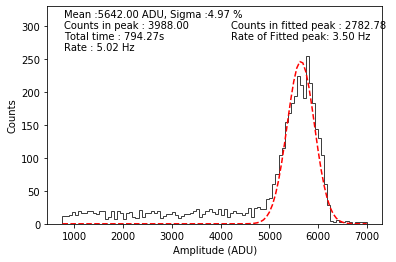 Mean :5642.00 ADU, Sigma :4.97 %
Counts in peak : 3988.00
Counts in fitted peak : 2782.78
Total time : 794.27s
Rate of Fitted peak: 3.50 Hz
Rate : 5.02 Hz
300
250
200
150
100
50
0
Counts
1000 2000 3000 4000 5000 6000 7000
Amplitude (ADU)